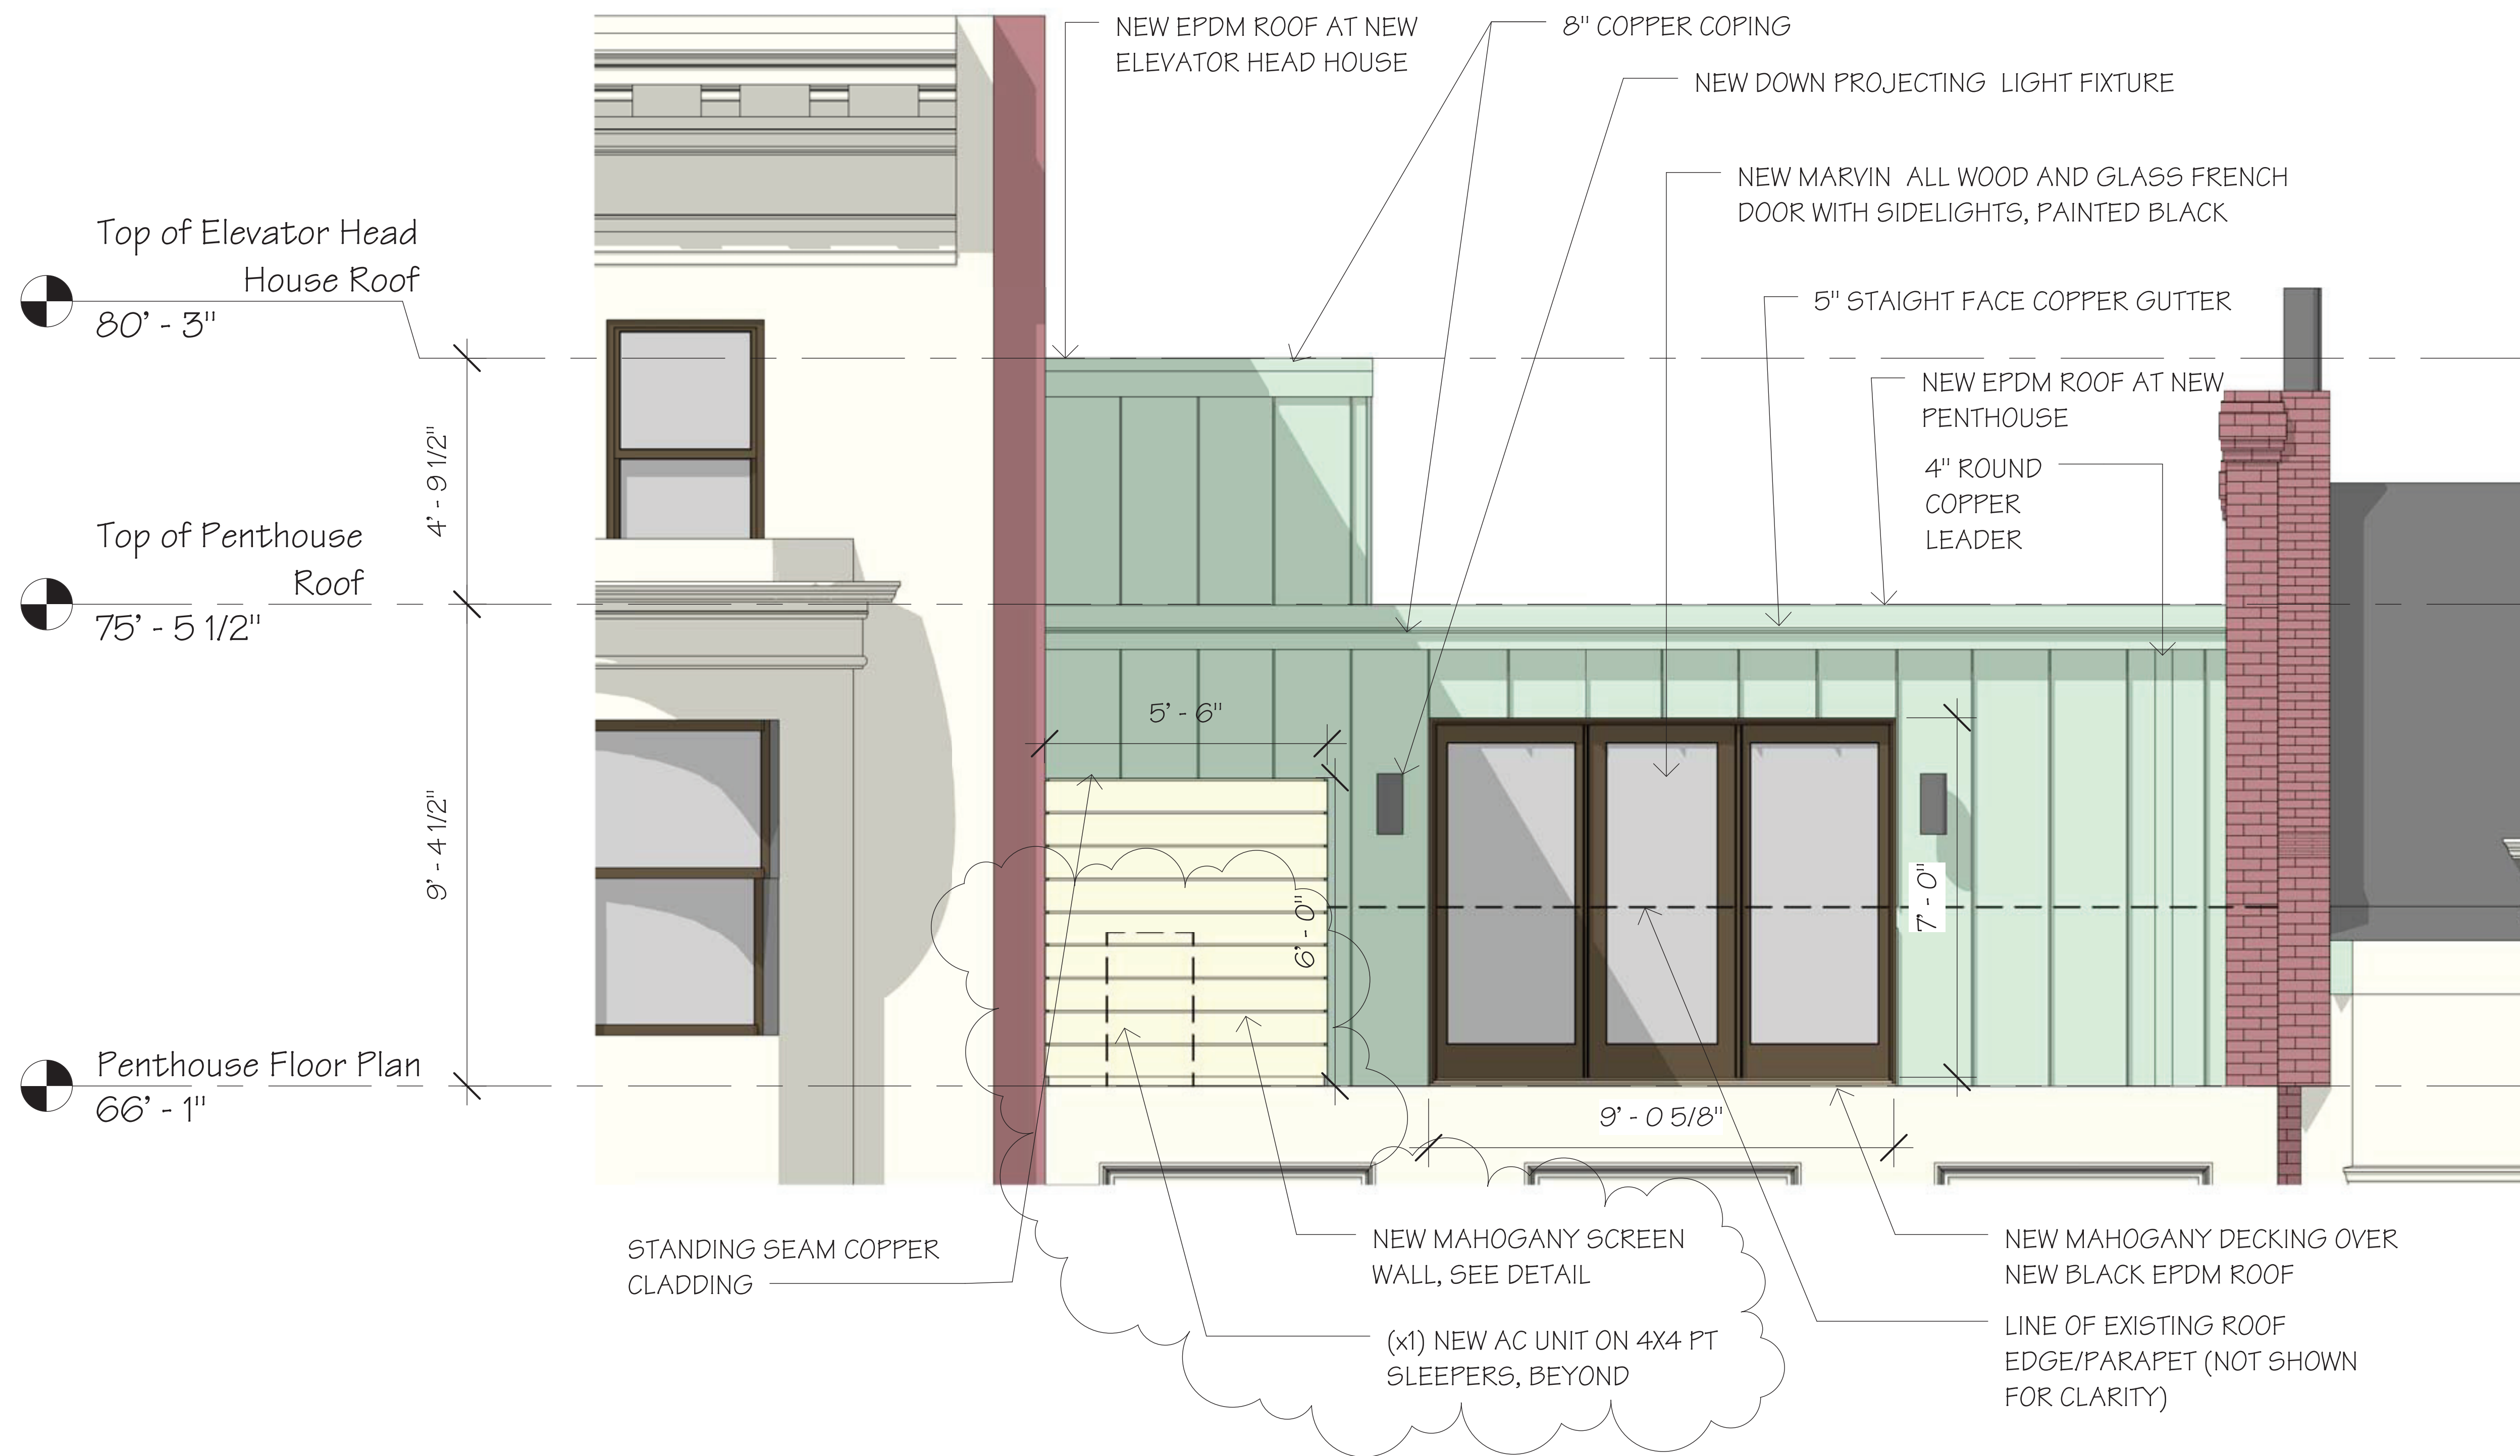 NEW EPDM ROOF AT NEW
ELEVATOR HEAD HOUSE
8" COPPER COPING
NEW DOWN PROJECTING LIGHT FIXTURE
NEW MARVIN ALL WOOD AND GLASS FRENCH
DOOR WITH SIDELIGHTS, PAINTED BLACK
Top of Elevator Head
House Roof
80' - 3"
5" STAIGHT FACE COPPER GUTTER
NEW EPDM ROOF AT NEW
PENTHOUSE
4" ROUND
COPPER
LEADER
4' - 9 1/2"
Top of Penthouse
Roof
75' - 5 1/2"
5' - 6"
9' - 4 1/2"
6' - 0"
7' - 0"
Penthouse Floor Plan
66' - 1"
9' - 0 5/8"
STANDING SEAM COPPER
CLADDING
NEW MAHOGANY SCREEN
WALL, SEE DETAIL
(x1) NEW AC UNIT ON 4X4 PT
SLEEPERS, BEYOND
NEW MAHOGANY DECKING OVER
NEW BLACK EPDM ROOF
LINE OF EXISTING ROOF
EDGE/PARAPET (NOT SHOWN
FOR CLARITY)